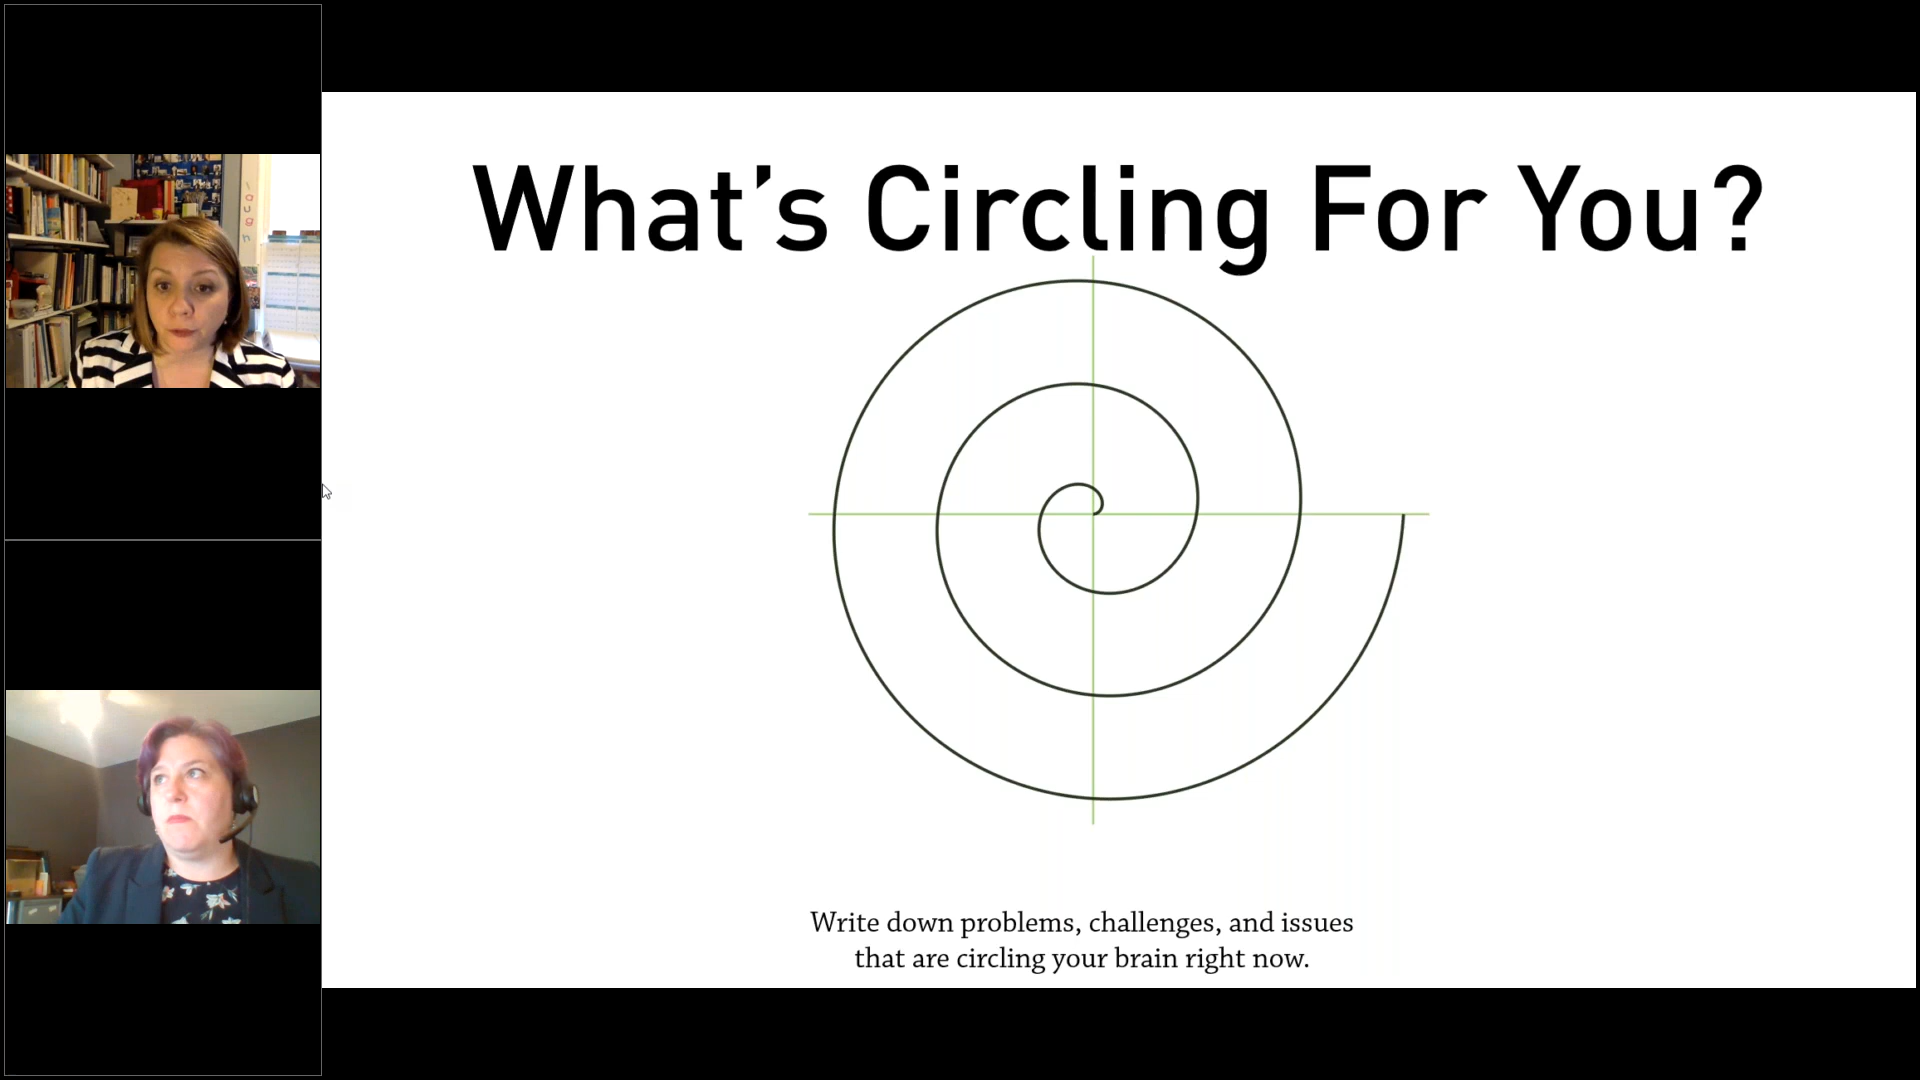 What's Circling For You?
Write down problems, challenges, and issues
that are circling your brain right now.